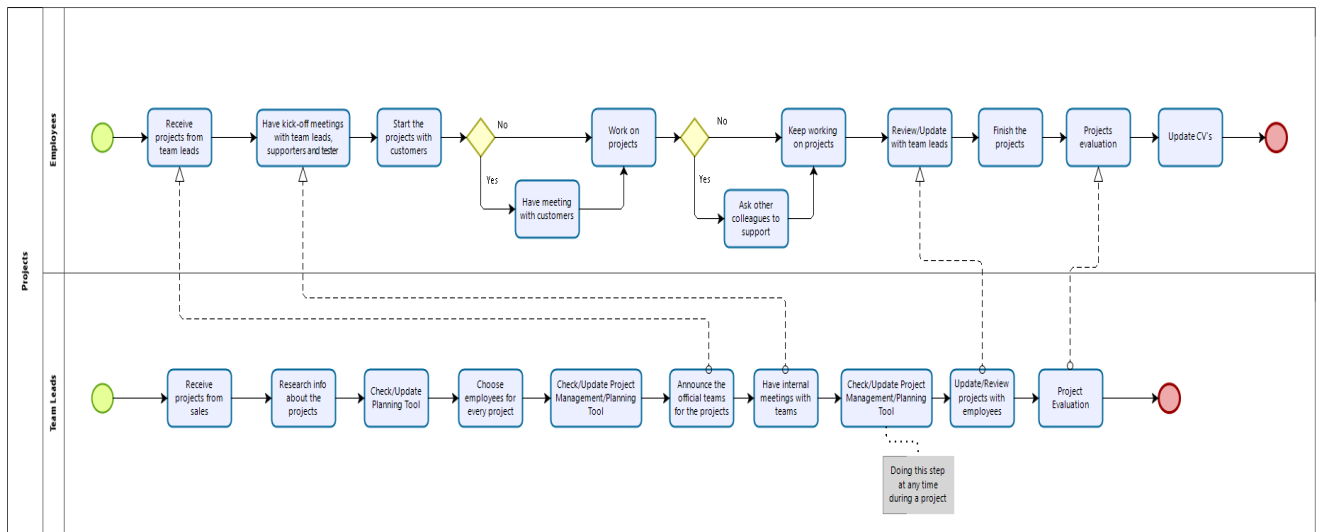 Projects
Employees
Receive
projects from
team leads
Have kick-off meetings
with team leads,
supporters and tester
Start the
projects with
customers
No
Yes
Have meeting
with customers
Work on
projects
No
Yes
Ask other
colleagues to
support
Keep working
on projects
Review/Update
with team leads
Finish the
projects
Projects
evaluation
Update CV's
Team Leads
Receive
projects from
sales
Research info
about the
projects
Check/Update
Planning Tool
Choose
employees for
every project
Check/Update Project
Management/Planning
Tool
Announce the
official teams
for the projects
Have internal
meetings with
teams
Check/Update Project
Management/Planning
Tool
Doing this step
at any time
during a project
Update/Review
projects with
employees
Project
Evaluation